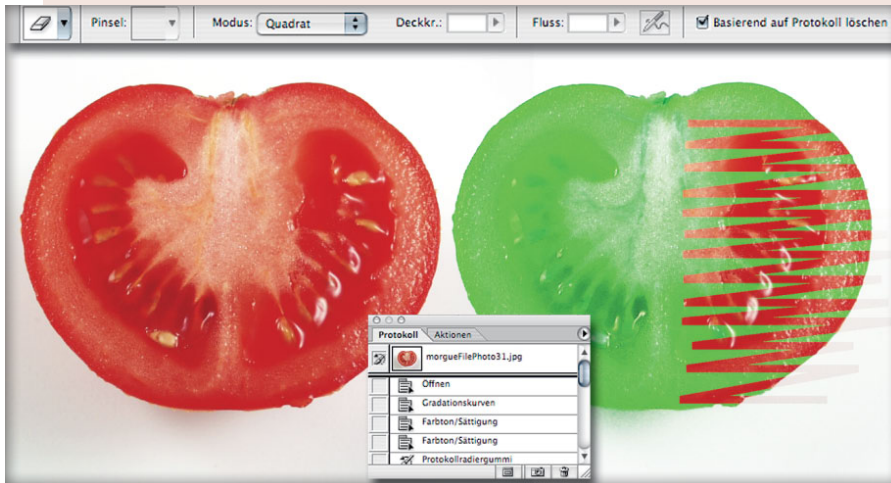 Pinsel: Modus: Quadrat Deckkr.: Fluss: Basierend auf Protokoll löschen
Protokoll Aktionen
morgueFilePhoto31.jpg
Öffnen
Gradationskurven
Farbton/Sättigung
Farbton/Sättigung
Protokollradiergummi